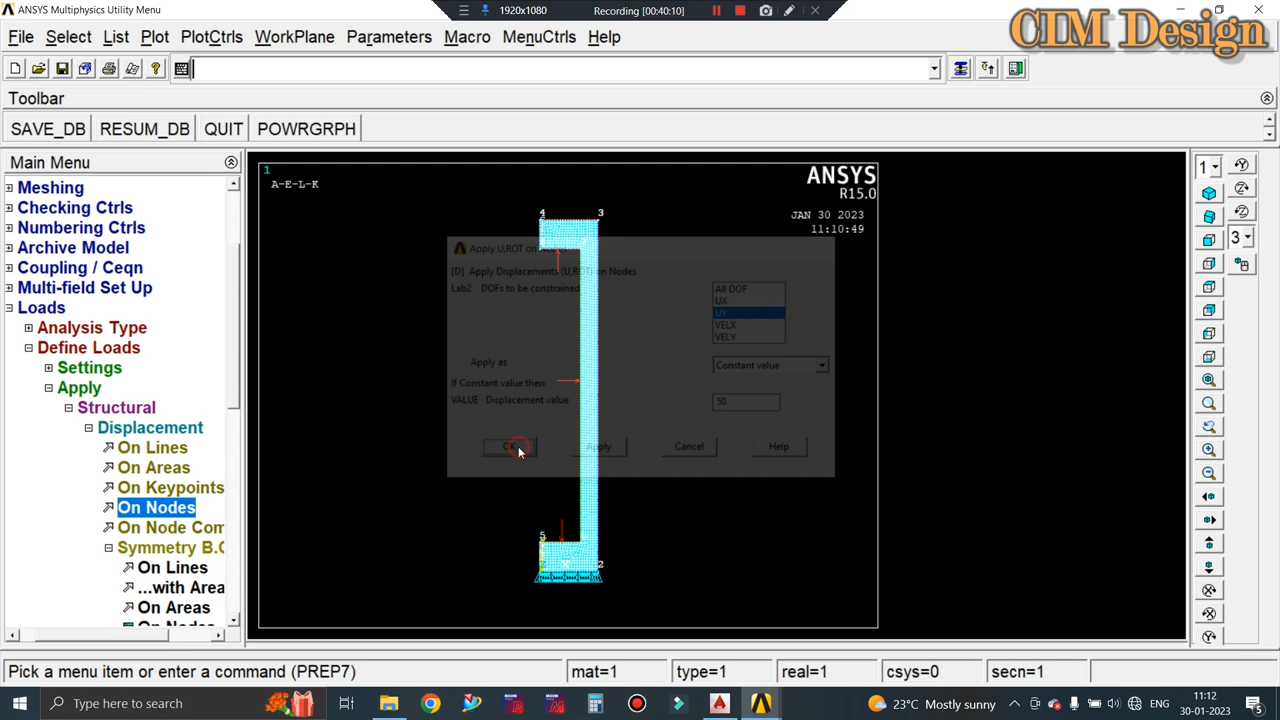 ANSYS Multiphysics Utility Menu
1920x1080
Recording [00:40:10]
CIM Design
File Select List Plot PlotCtrls WorkPlane Parameters Macro MenuCtrls Help
Toolbar
SAVE_DB RESUM_DB QUIT POWRGRPH
Main Menu
Meshing
Checking Ctrls
Numbering Ctrls
Archive Model
Coupling / Ceqn
Multi-field Set Up
Loads
Analysis Type
Define Loads
Settings
Apply
Structural
Displacement
On Lines
On Areas
On Keypoints
On Nodes
On Node Com
Symmetry B.C
On Lines
...with Area
On Areas
On Nodes
1
A-E-L-K
ANSYS
R15.0
JAN 30 2023
11:10:49
4 3
Apply U,ROT on
[D] Apply Displacements (U,ROT) on Nodes
Lab2 DOFs to be constrained
All DOF
UX
UY
VELX
VELY
Apply as
Constant value
If Constant value then:
VALUE Displacement value
50
Apply
Cancel
Help
5
2
1
3
Pick a menu item or enter a command (PREP7)
mat=1
type=1
real=1
csys=0
secn=1
Type here to search
23°C Mostly sunny
ENG
11:12
30-01-2023
5